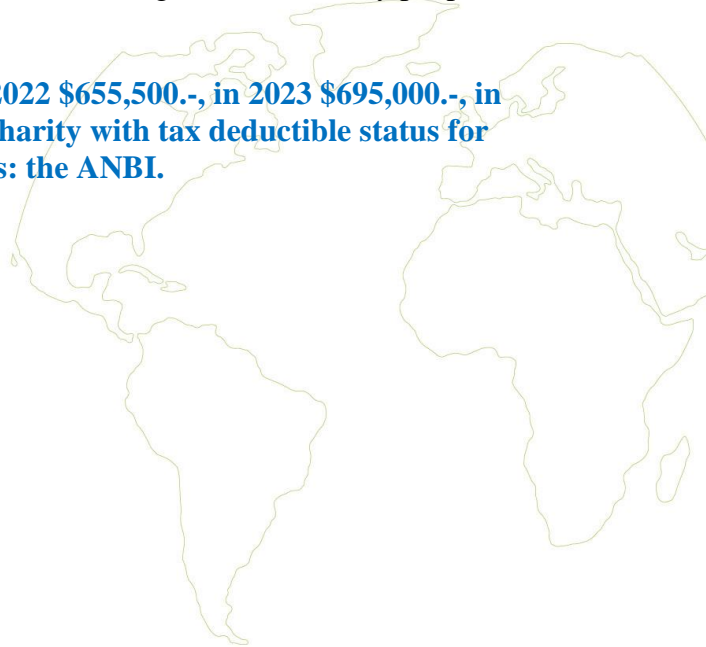 2022 $655,500.-, in 2023 $695,000.-, in
harity with tax deductible status for
s: the ANBI.